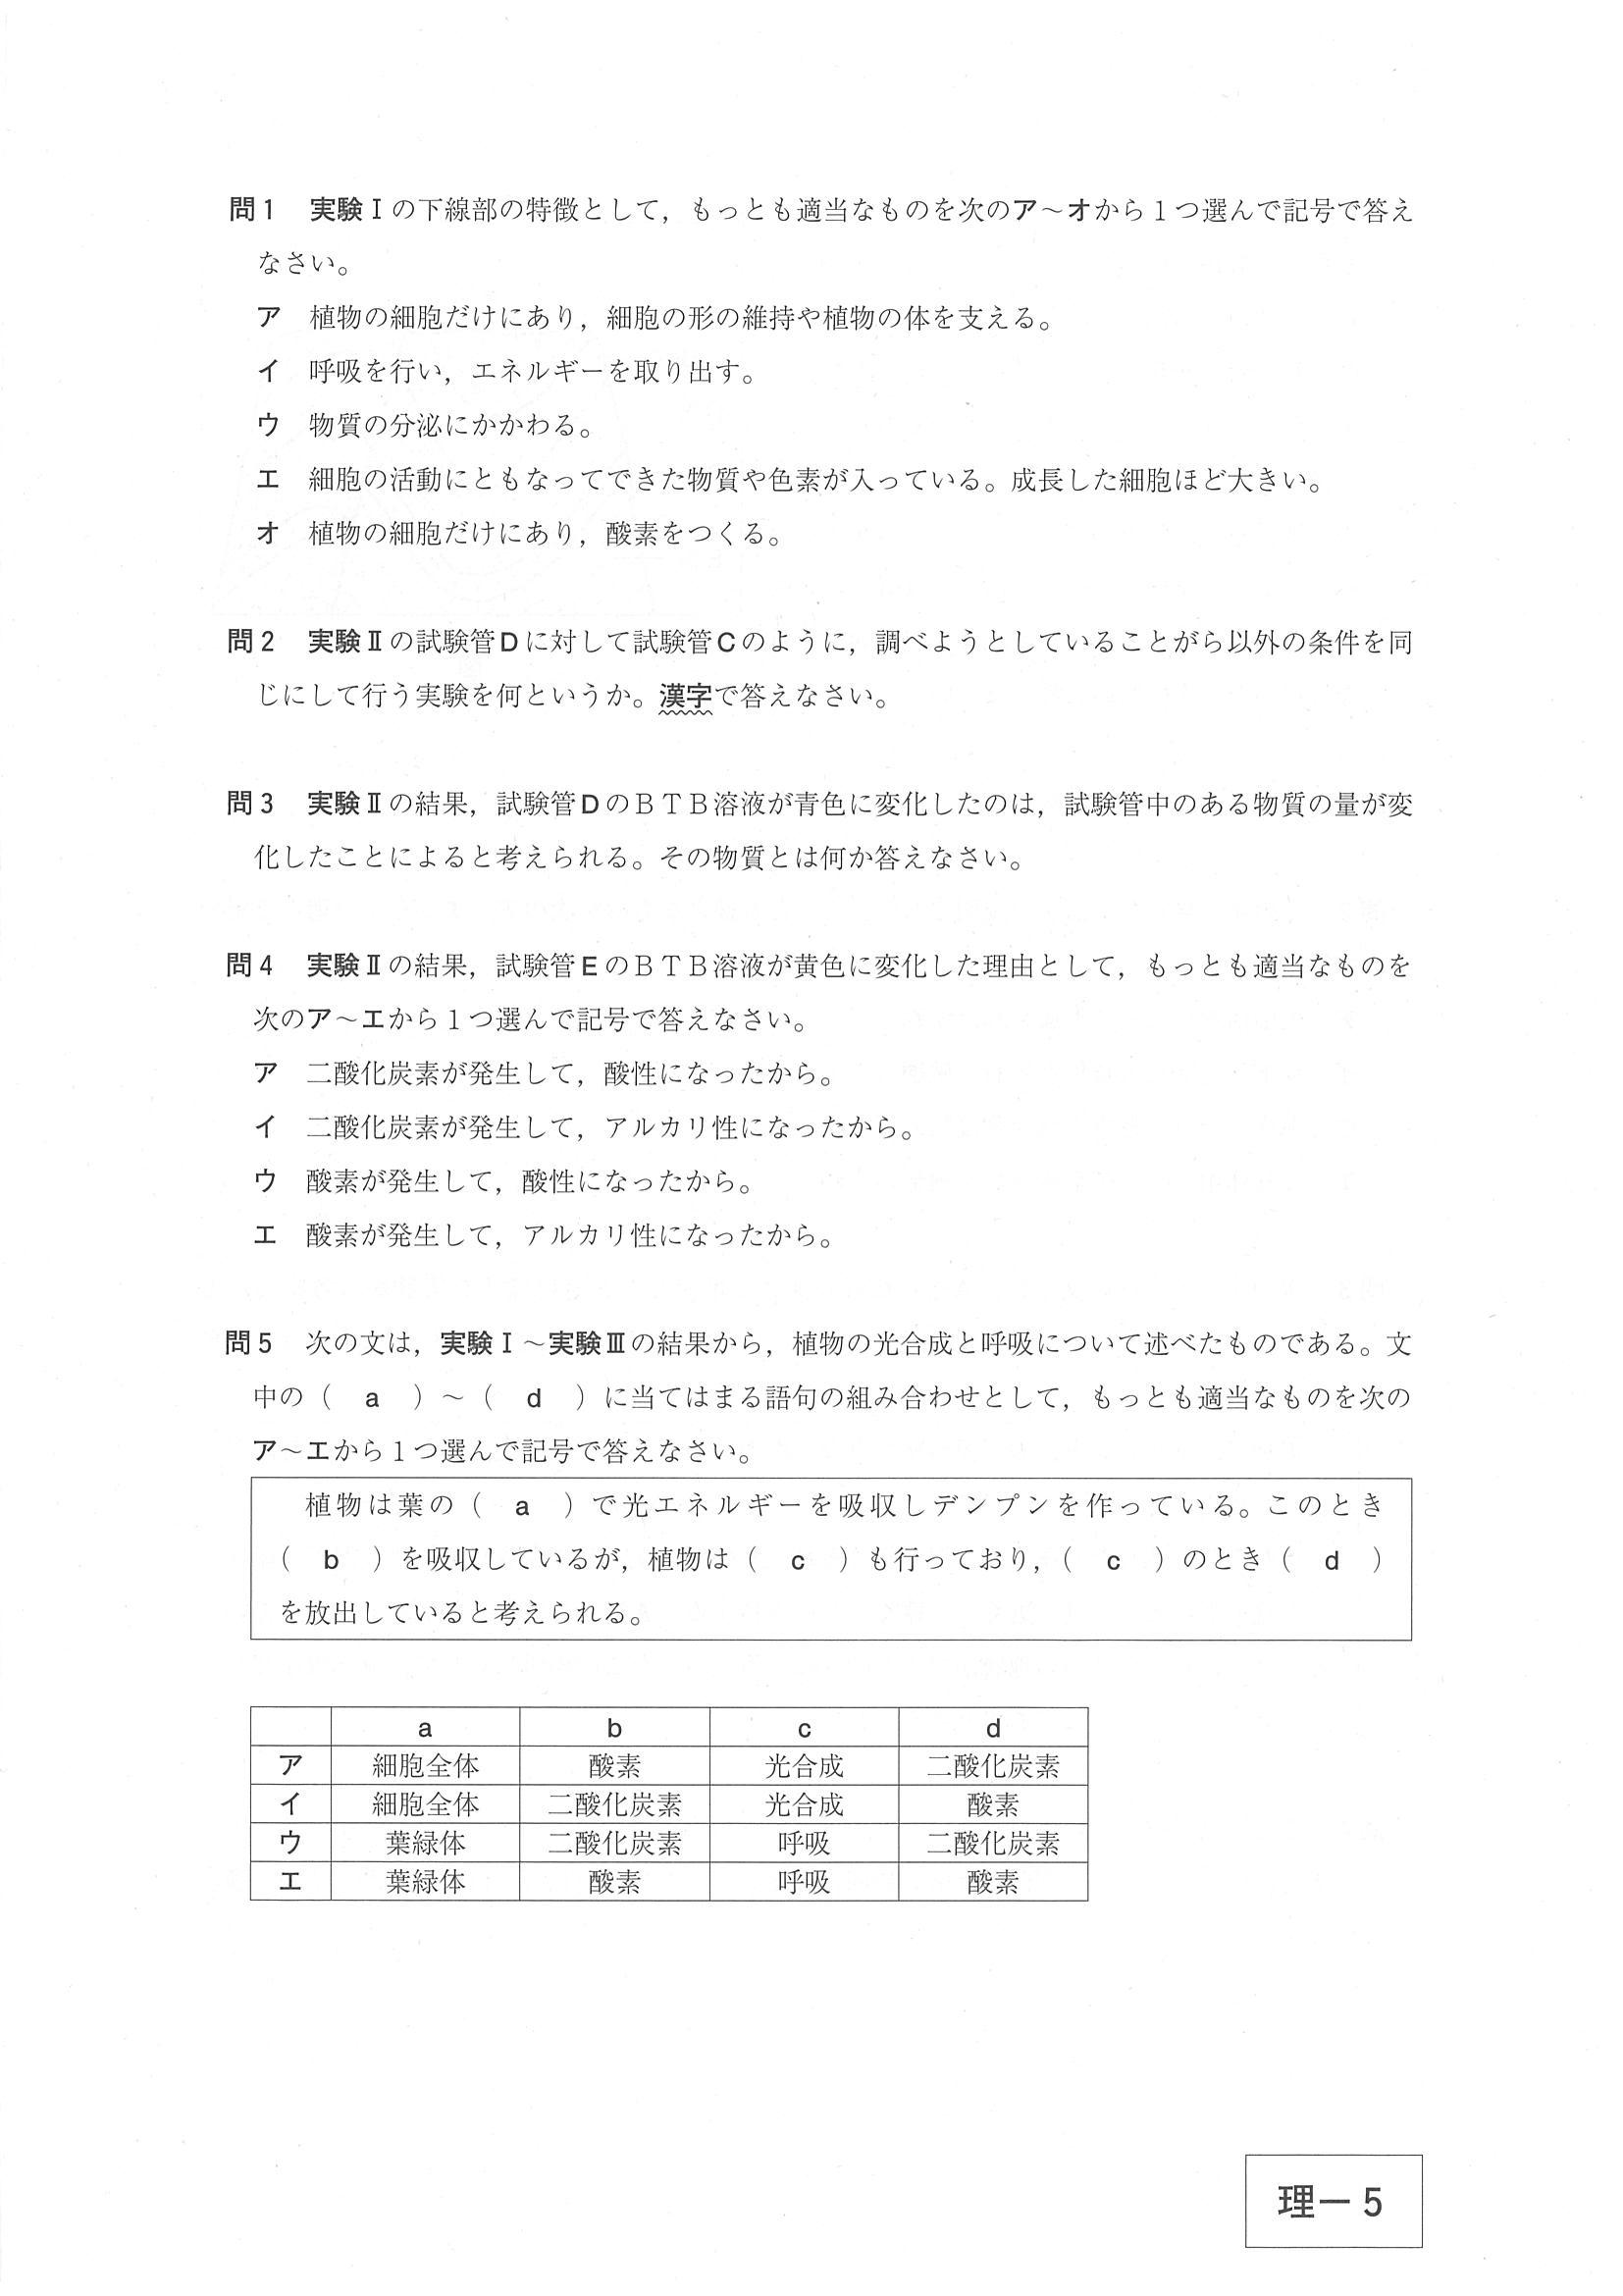 問1　実験Ⅰの下線部の特徴として，もっとも適当なものを次のア～オから1つ選んで記号で答え
なさい。
ア　植物の細胞だけにあり，細胞の形の維持や植物の体を支える。
イ　呼吸を行い，エネルギーを取り出す。
ウ　物質の分泌にかかわる。
エ　細胞の活動にともなってできた物質や色素が入っている。成長した細胞ほど大きい。
オ　植物の細胞だけにあり，酸素をつくる。
問2　実験Ⅱの試験管Dに対して試験管Cのように，調べようとしていることがら以外の条件を同
じにして行う実験を何というか。漢字で答えなさい。
問3　実験Ⅱの結果，試験管DのＢＴＢ溶液が青色に変化したのは，試験管中のある物質の量が変
化したことによると考えられる。その物質とは何か答えなさい。
問4　実験Ⅱの結果，試験管EのＢＴＢ溶液が黄色に変化した理由として，もっとも適当なものを
次のア～エから1つ選んで記号で答えなさい。
ア　二酸化炭素が発生して，酸性になったから。
イ　二酸化炭素が発生して，アルカリ性になったから。
ウ　酸素が発生して，酸性になったから。
エ　酸素が発生して，アルカリ性になったから。
問5　次の文は，実験Ⅰ～実験Ⅲの結果から，植物の光合成と呼吸について述べたものである。文
中の（　a　）～（　d　）に当てはまる語句の組み合わせとして，もっとも適当なものを次の
ア～エから1つ選んで記号で答えなさい。
植物は葉の（　a　）で光エネルギーを吸収しデンプンを作っている。このとき
（　b　）を吸収しているが，植物は（　c　）も行っており，（　c　）のとき（　d　）
を放出していると考えられる。
a　b　c　d
ア　細胞全体　酸素　光合成　二酸化炭素
イ　細胞全体　二酸化炭素　光合成　酸素
ウ　葉緑体　二酸化炭素　呼吸　二酸化炭素
エ　葉緑体　酸素　呼吸　酸素
理－5